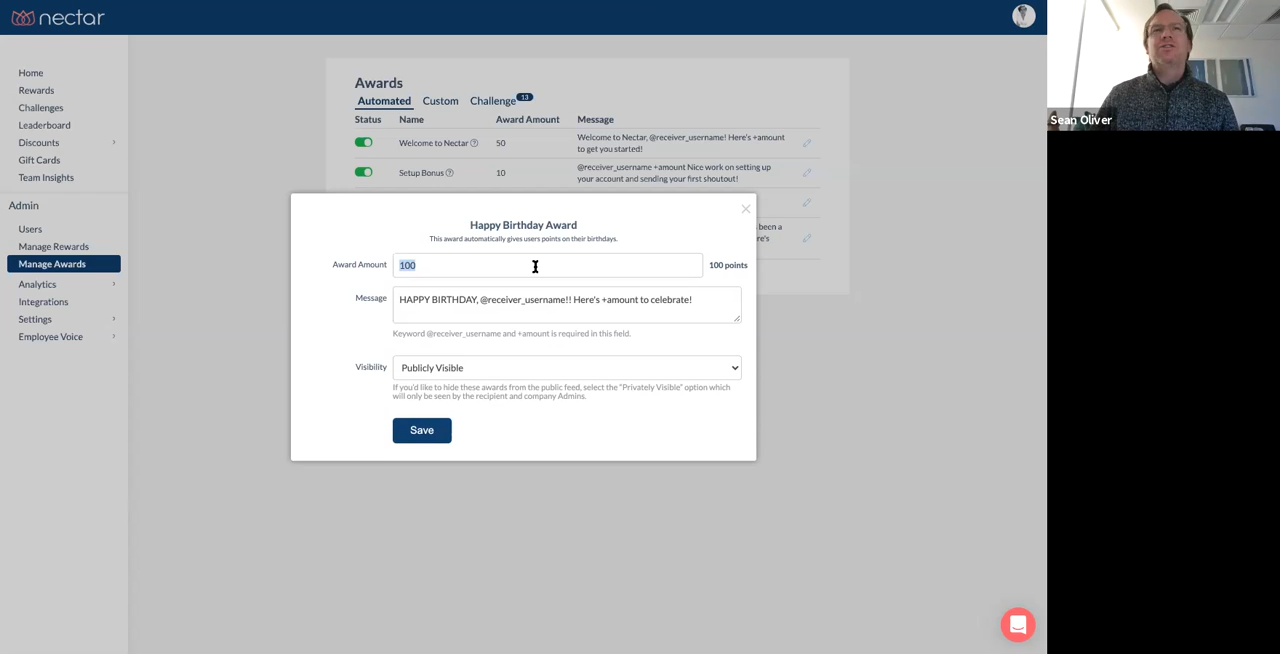 nectar
Sean Oliver
Home
Rewards
Challenges
Leaderboard
Discounts
Gift Cards
Team Insights
Admin
Users
Manage Rewards
Manage Awards
Analytics
Integrations
Settings
Employee Voice
Awards
Automated Custom Challenge 13
Status Name Award Amount Message
Welcome to Nectar 50 Welcome to Nectar, @receiver_username! Here's +amount
to get you started!
Setup Bonus 10 @receiver_username +amount Nice work on setting up
your account and sending your first shoutout!
been a
re's
Happy Birthday Award
This award automatically gives users points on their birthdays.
Award Amount 100 100 points
Message HAPPY BIRTHDAY, @receiver_username!! Here's +amount to celebrate!
Keyword @receiver_username and +amount is required in this field.
Visibility Publicly Visible
If you'd like to hide these awards from the public feed, select the "Privately Visible" option which
will only be seen by the recipient and company Admins.
Save